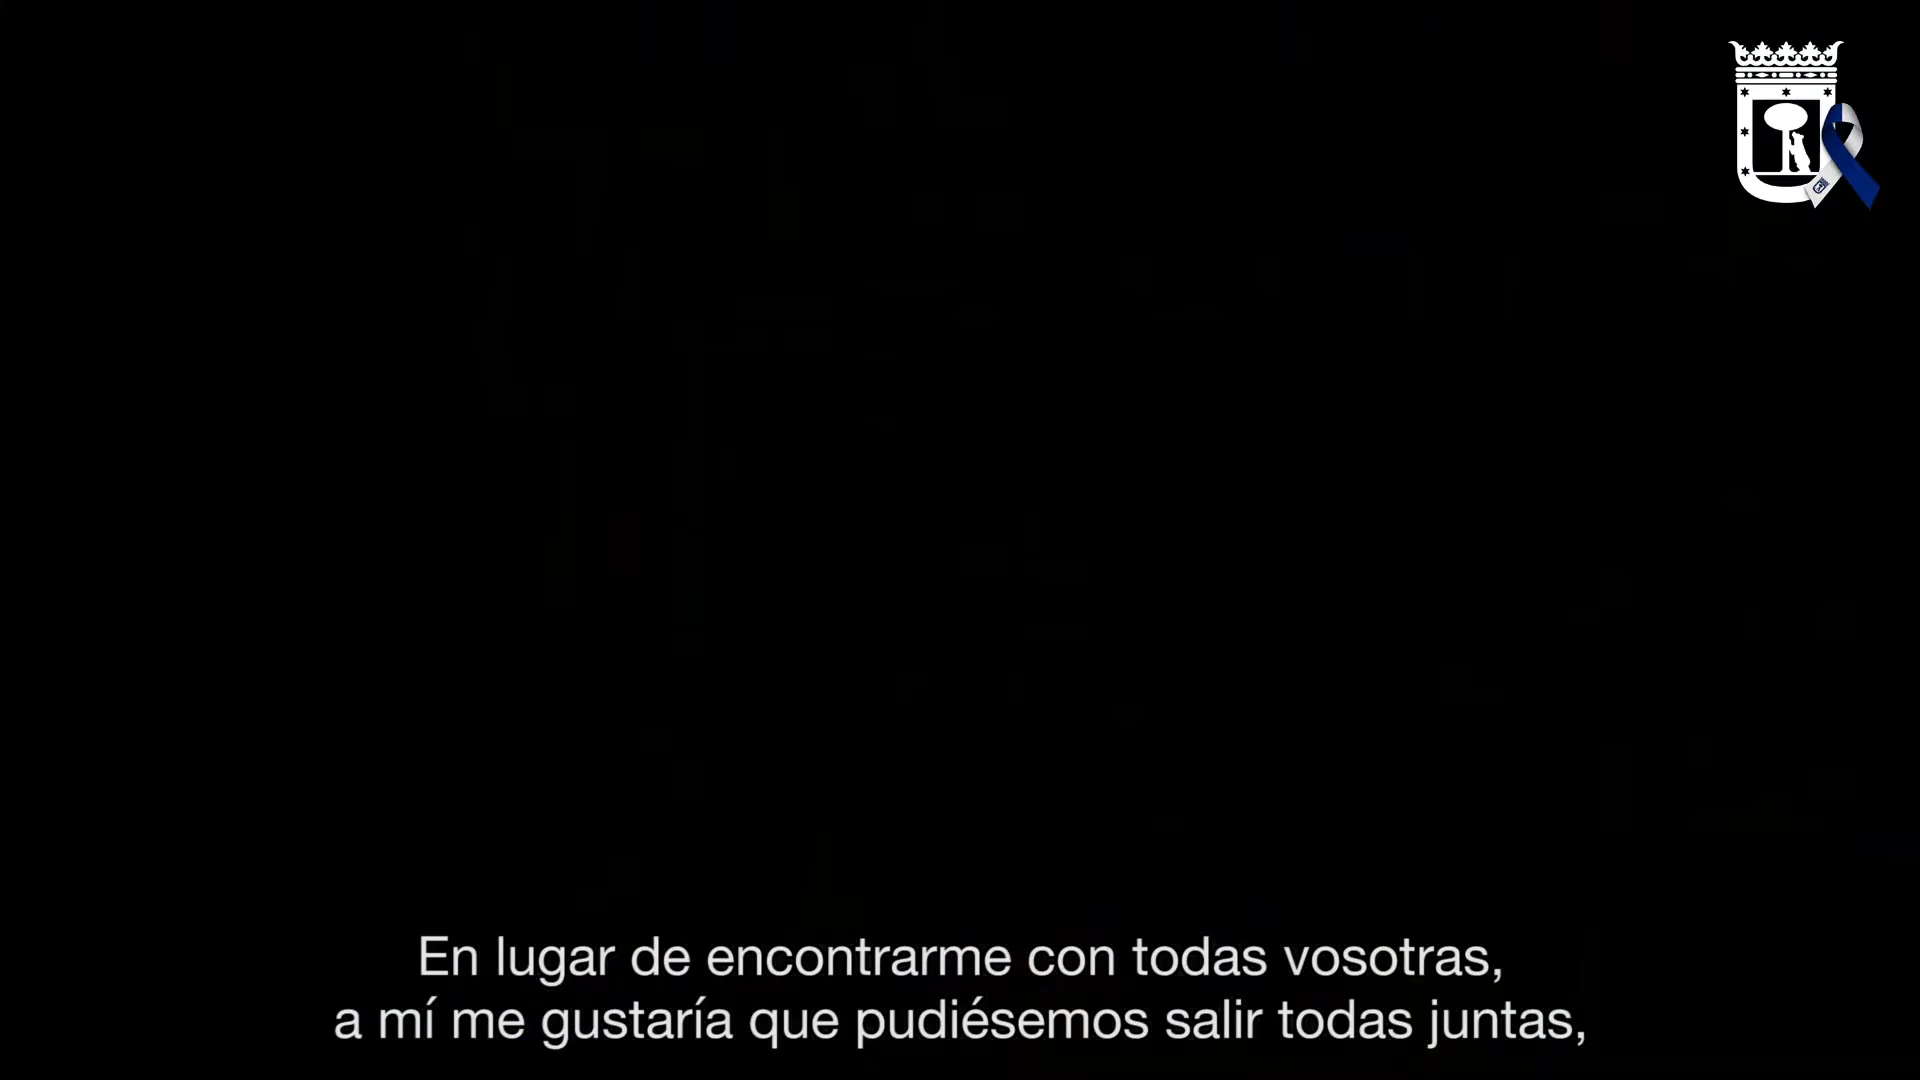 En lugar de encontrarme con todas vosotras,
a mí me gustaría que pudiésemos salir todas juntas,